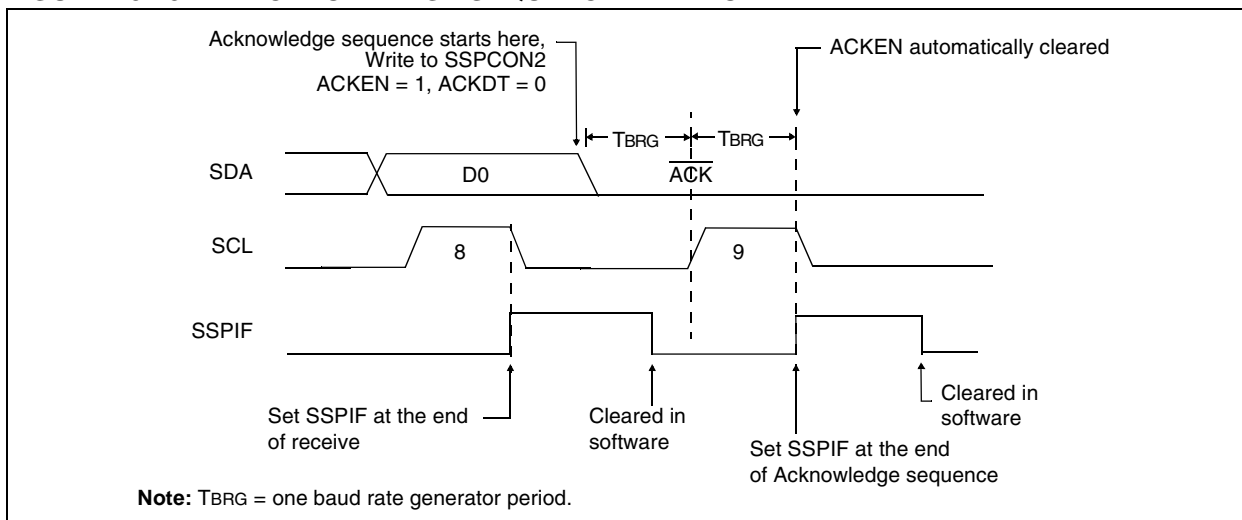 Acknowledge sequence starts here,
Write to SSPCON2
ACKEN = 1, ACKDT = 0
ACKEN automatically cleared
TBRG
TBRG
SDA
D0
ACK
SCL
8
9
SSPIF
Set SSPIF at the end
of receive
Cleared in
software
Set SSPIF at the end
of Acknowledge sequence
Cleared in
software
Note: TBRG = one baud rate generator period.